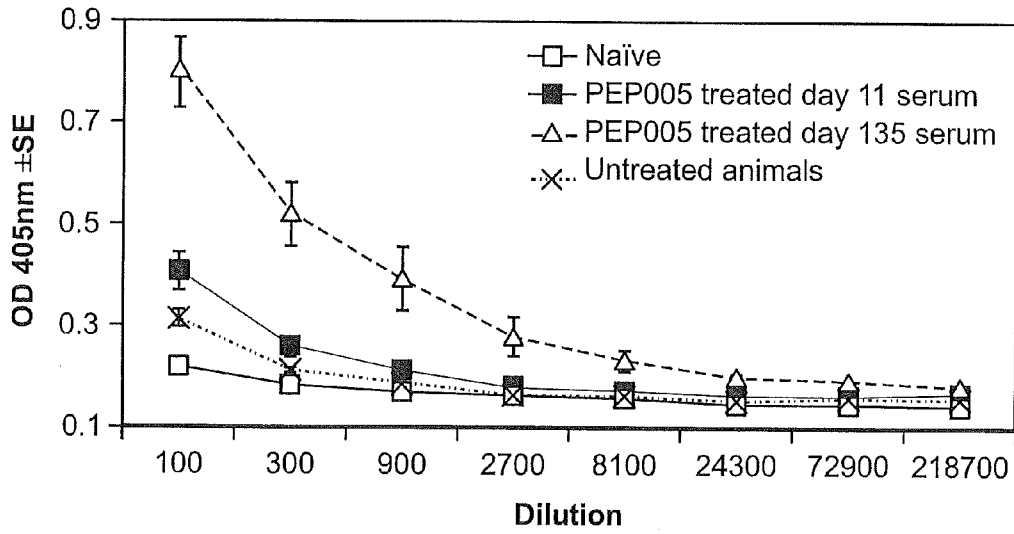 0.9
0.7
0.5
0.3
0.1
OD 405nm ±SE
Naïve
PEP005 treated day 11 serum
PEP005 treated day 135 serum
Untreated animals
100 300 900 2700 8100 24300 72900 218700
Dilution